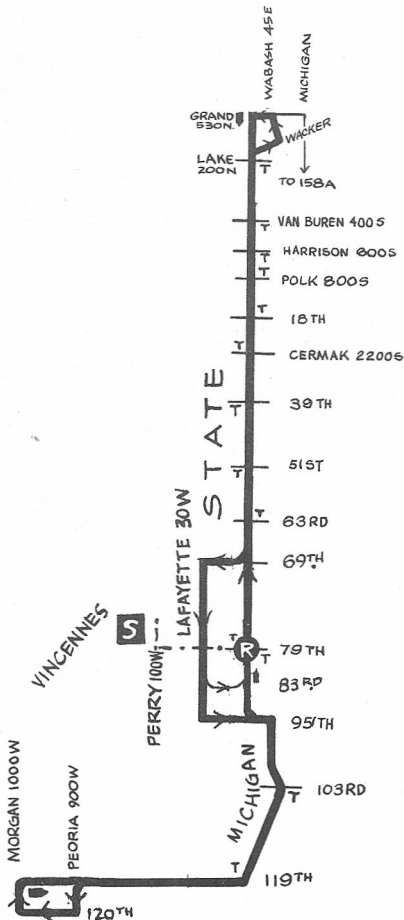 WABASH 45E
MICHIGAN
GRAND
530N.
WACKER
LAKE
200N
T
TO 158A
VAN BUREN 400S
T
HARRISON 600S
T
T
POLK 800S
T
18TH
T
CERMAK 2200S
39TH
T
STATE
51ST
T
T
63RD
LAFAYETTE 30W
69TH.
S
VINCENNES
PERRY 100W
T
R
79TH
T
83RD
95TH
MICHIGAN
103RD
T
MORGAN 1000W
PEORIA 900W
T
119TH
120TH